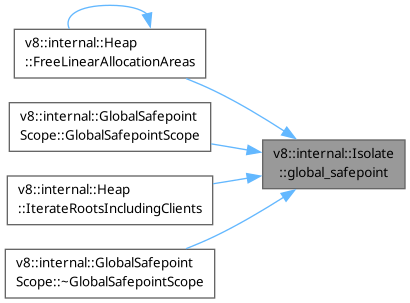 v8::internal::Heap
::FreeLinearAllocationAreas
v8::internal::GlobalSafepoint
Scope::GlobalSafepointScope
v8::internal::Isolate
::global_safepoint
v8::internal::Heap
::IterateRootsIncludingClients
v8::internal::GlobalSafepoint
Scope::~GlobalSafepointScope